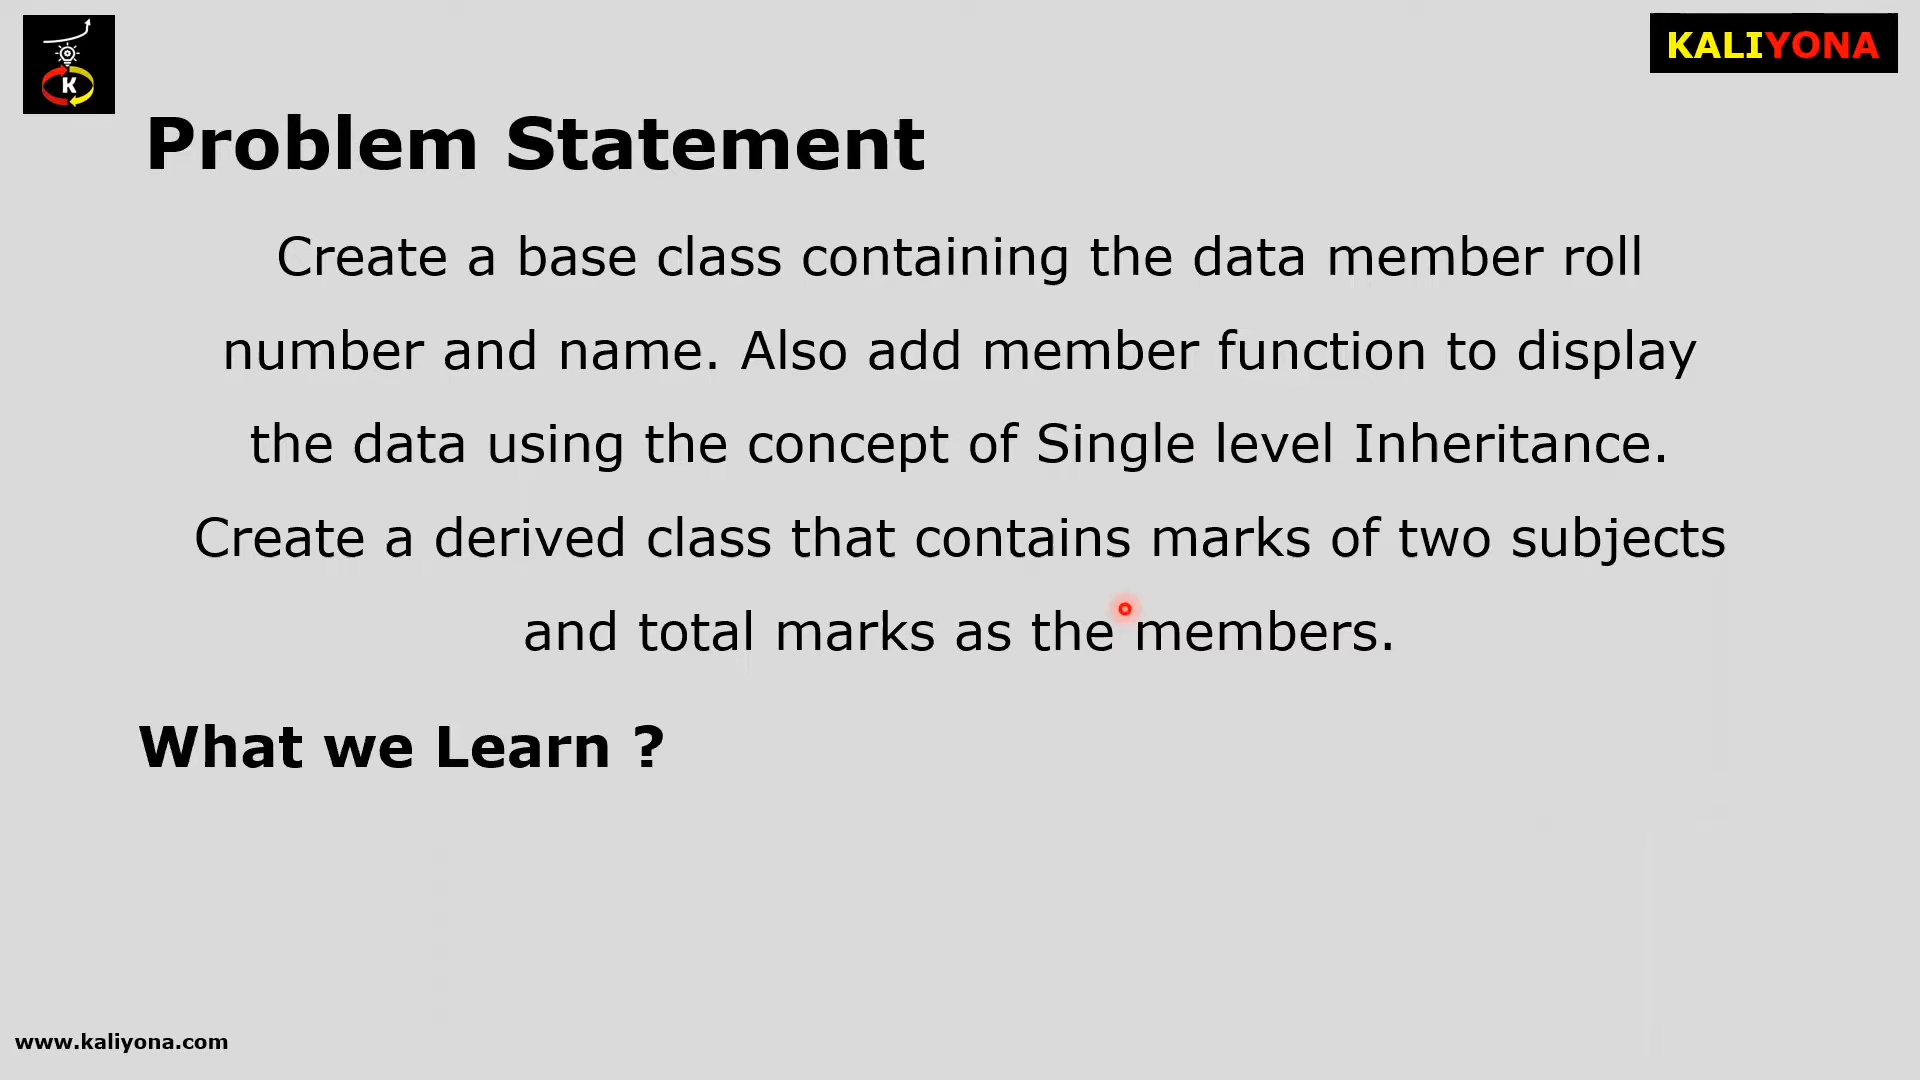 K
KALIYONA
Problem Statement
Create a base class containing the data member roll
number and name. Also add member function to display
the data using the concept of Single level Inheritance.
Create a derived class that contains marks of two subjects
and total marks as the members.
What we Learn ?
www.kaliyona.com